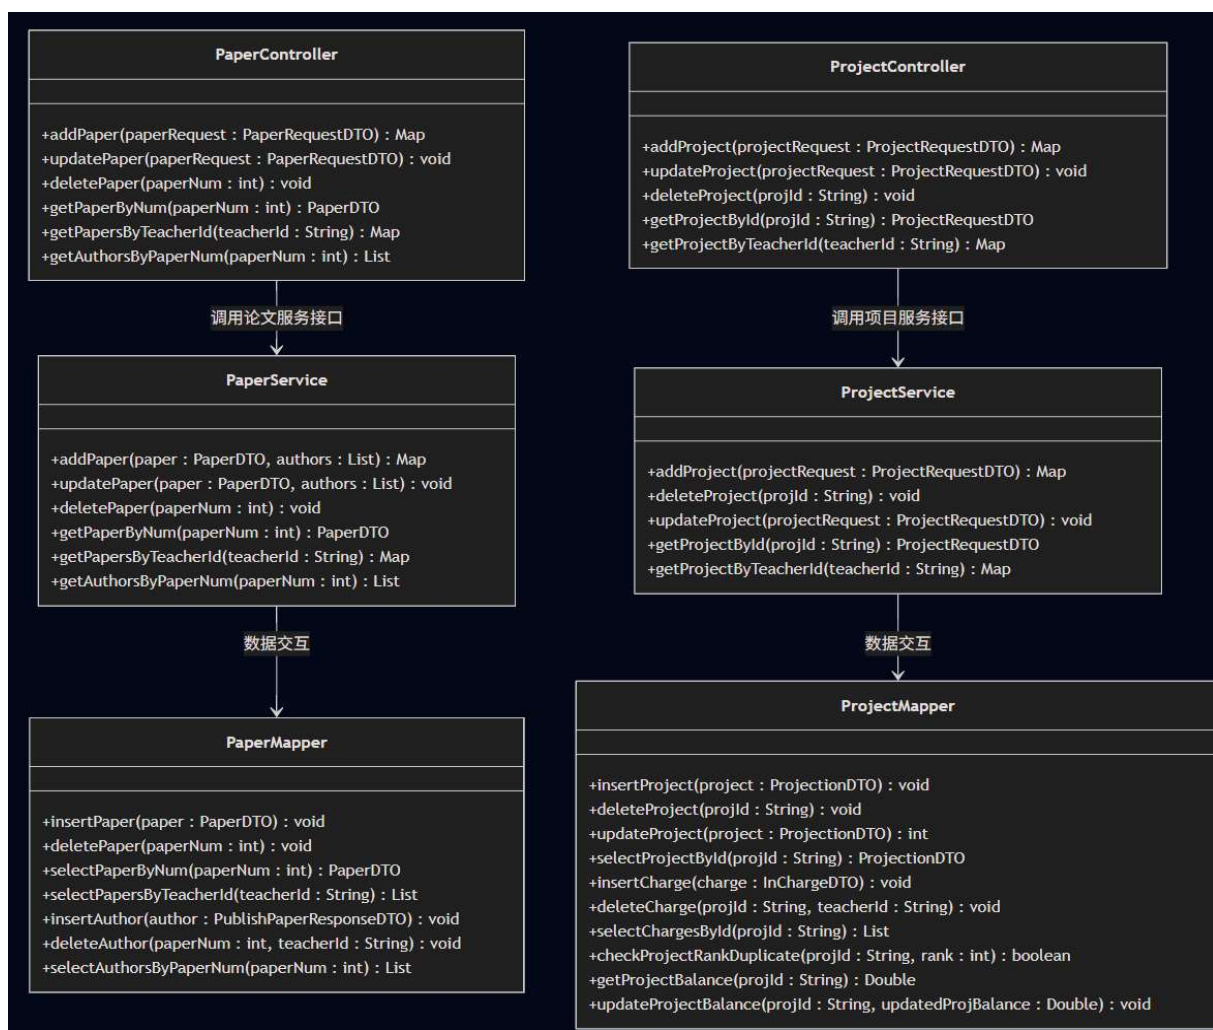 PaperController
+addPaper(paperRequest : PaperRequestDTO) : Map
+updatePaper(paperRequest : PaperRequestDTO) : void
+deletePaper(paperNum : int) : void
+getPaperByNum(paperNum : int) : PaperDTO
+getPapersByTeacherId(teacherId : String) : Map
+getAuthorsByPaperNum(paperNum : int) : List
调用论文服务接口
PaperService
+addPaper(paper : PaperDTO, authors : List) : Map
+updatePaper(paper : PaperDTO, authors : List) : void
+deletePaper(paperNum : int) : void
+getPaperByNum(paperNum : int) : PaperDTO
+getPapersByTeacherId(teacherId : String) : Map
+getAuthorsByPaperNum(paperNum : int) : List
数据交互
PaperMapper
+insertPaper(paper : PaperDTO) : void
+deletePaper(paperNum : int) : void
+selectPaperByNum(paperNum : int) : PaperDTO
+selectPapersByTeacherId(teacherId : String) : List
+insertAuthor(author : PublishPaperResponseDTO) : void
+deleteAuthor(paperNum : int, teacherId : String) : void
+selectAuthorsByPaperNum(paperNum : int) : List
ProjectController
+addProject(projectRequest : ProjectRequestDTO) : Map
+updateProject(projectRequest : ProjectRequestDTO) : void
+deleteProject(projId : String) : void
+getProjectById(projId : String) : ProjectRequestDTO
+getProjectByTeacherId(teacherId : String) : Map
调用项目服务接口
ProjectService
+addProject(projectRequest : ProjectRequestDTO) : Map
+deleteProject(projId : String) : void
+updateProject(projectRequest : ProjectRequestDTO) : void
+getProjectById(projId : String) : ProjectRequestDTO
+getProjectByTeacherId(teacherId : String) : Map
数据交互
ProjectMapper
+insertProject(project : ProjectionDTO) : void
+deleteProject(projId : String) : void
+updateProject(project : ProjectionDTO) : int
+selectProjectById(projId : String) : ProjectionDTO
+insertCharge(charge : InChargeDTO) : void
+deleteCharge(projId : String, teacherId : String) : void
+selectChargesById(projId : String) : List
+checkProjectRankDuplicate(projId : String, rank : int) : boolean
+getProjectBalance(projId : String) : Double
+updateProjectBalance(projId : String, updatedProjBalance : Double) : void